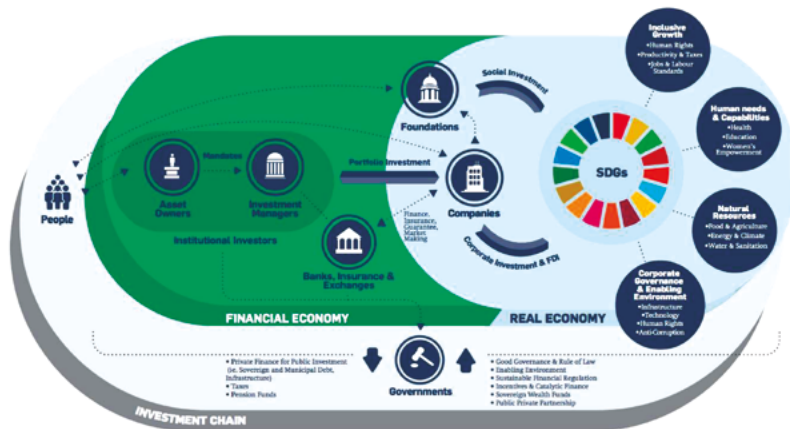 Inclusive
Growth
•Human Rights
•Productivity & Taxes
•Jobs & Labour
Standards
Social Investment
Foundations
Human needs
& Capabilities
•Health
•Education
•Women's
Empowerment
Mandates
Portfolio Investment
SDGs
People
Asset
Owners
Investment
Managers
Companies
Institutional Investors
Finance,
Insurance,
Guarantee,
Market
Making
Natural
Resources
•Food & Agriculture
•Energy & Climate
•Water & Sanitation
Banks, Insurance &
Exchanges
Corporate Investment & FDI
Corporate
Governance
& Enabling
Environment
•Infrastructure
•Technology
•Human Rights
•Anti-Corruption
FINANCIAL ECONOMY
REAL ECONOMY
• Private Finance for Public Investment
(ie. Sovereign and Municipal Debt,
Infrastructure)
• Taxes
• Pension Funds
Governments
• Good Governance & Rule of Law
• Enabling Environment
• Sustainable Financial Regulation
• Incentives & Catalytic Finance
• Sovereign Wealth Funds
• Public Private Partnership
INVESTMENT CHAIN